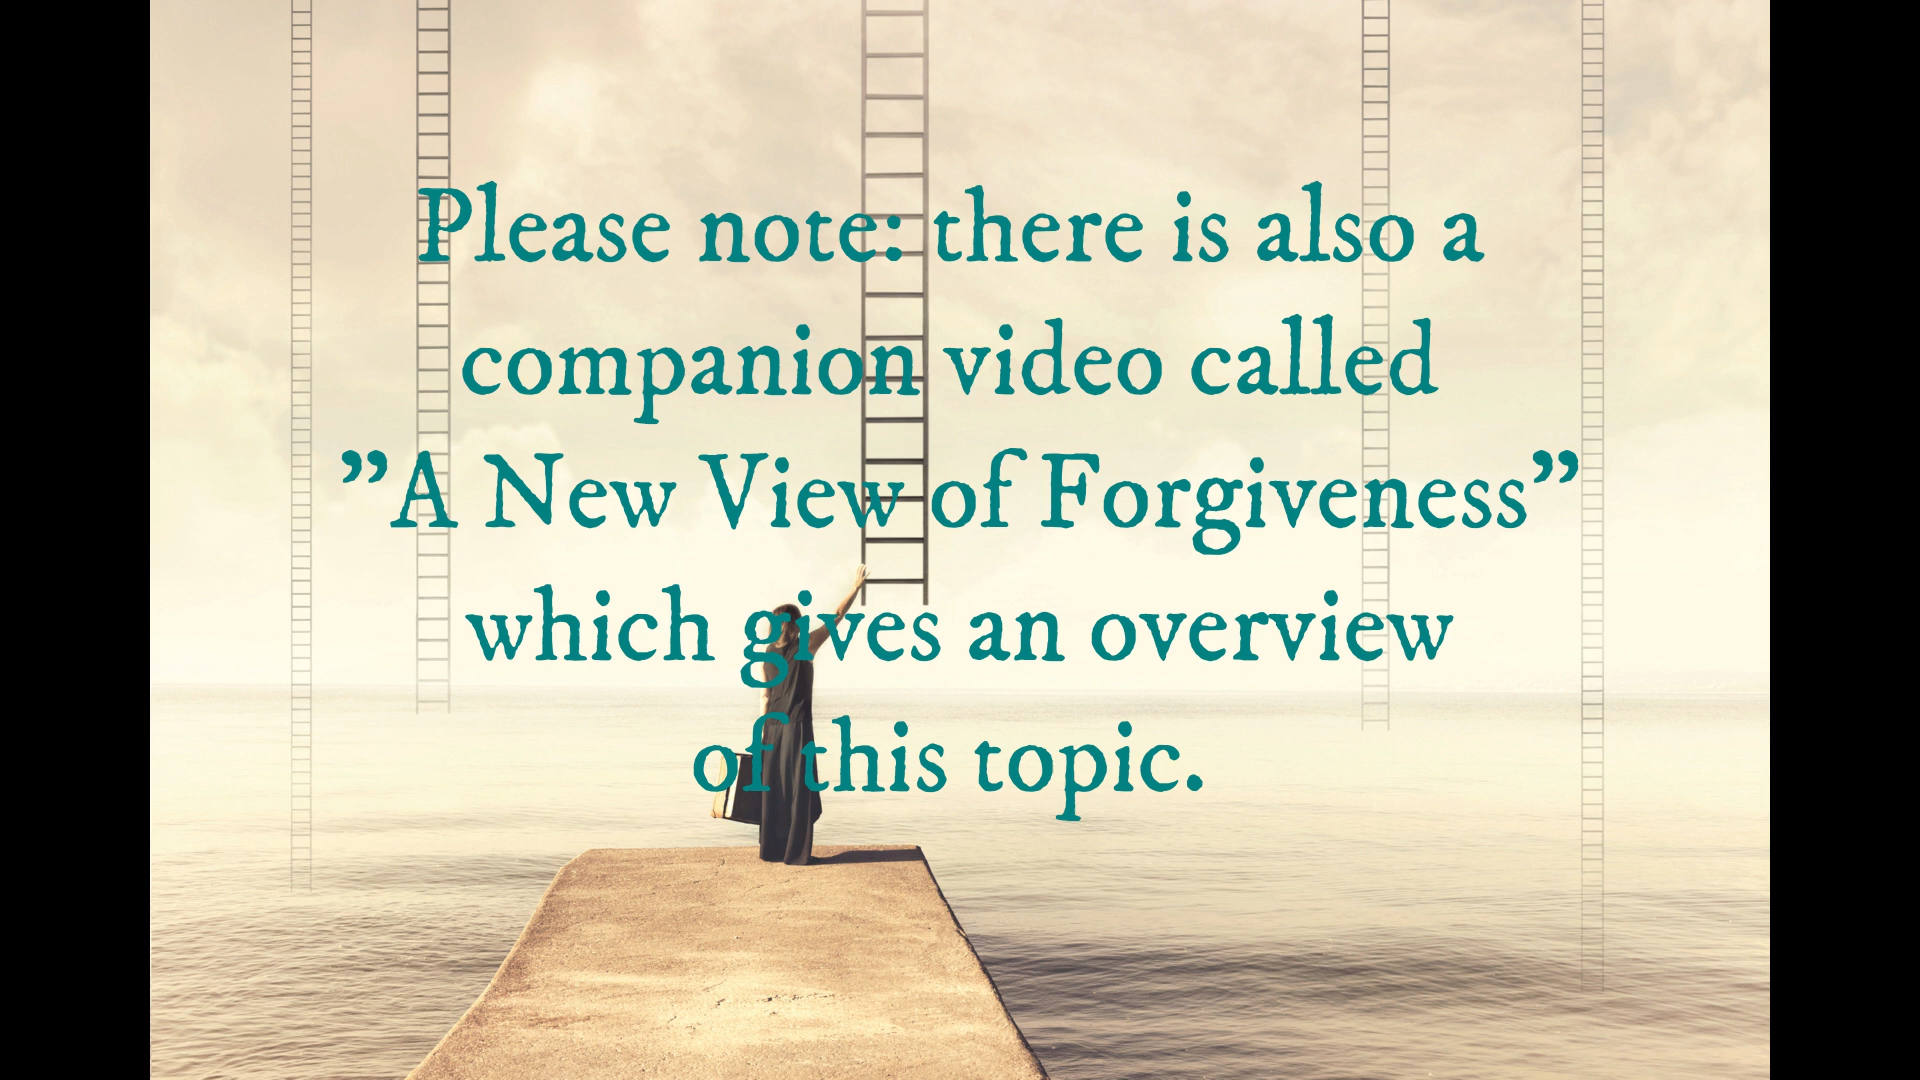 Please note: there is also a
companion video called
”A New View of Forgiveness”
which gives an overview
of this topic.